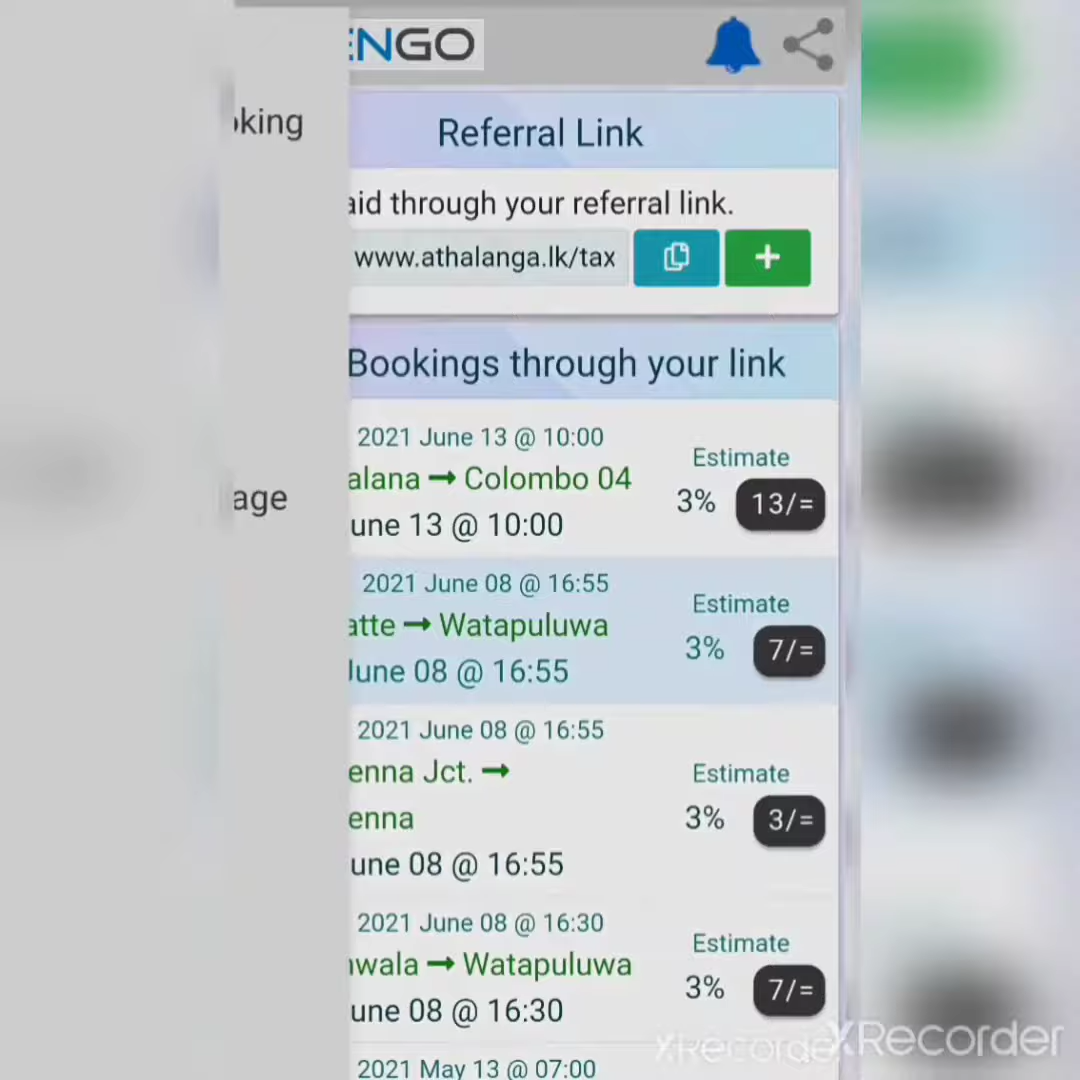 ENGO
oking
Referral Link
aid through your referral link.
www.athalanga.lk/tax
Bookings through your link
2021 June 13 @ 10:00
Estimate
alana → Colombo 04
3% 13/=
une 13 @ 10:00
age
2021 June 08 @ 16:55
Estimate
atte → Watapuluwa
3% 7/=
June 08 @ 16:55
2021 June 08 @ 16:55
enna Jct. →
Estimate
enna
3% 3/=
une 08 @ 16:55
2021 June 08 @ 16:30
Estimate
wala → Watapuluwa
3% 7/=
une 08 @ 16:30
XRecorder
XRecorder
2021 May 13 @ 07:00